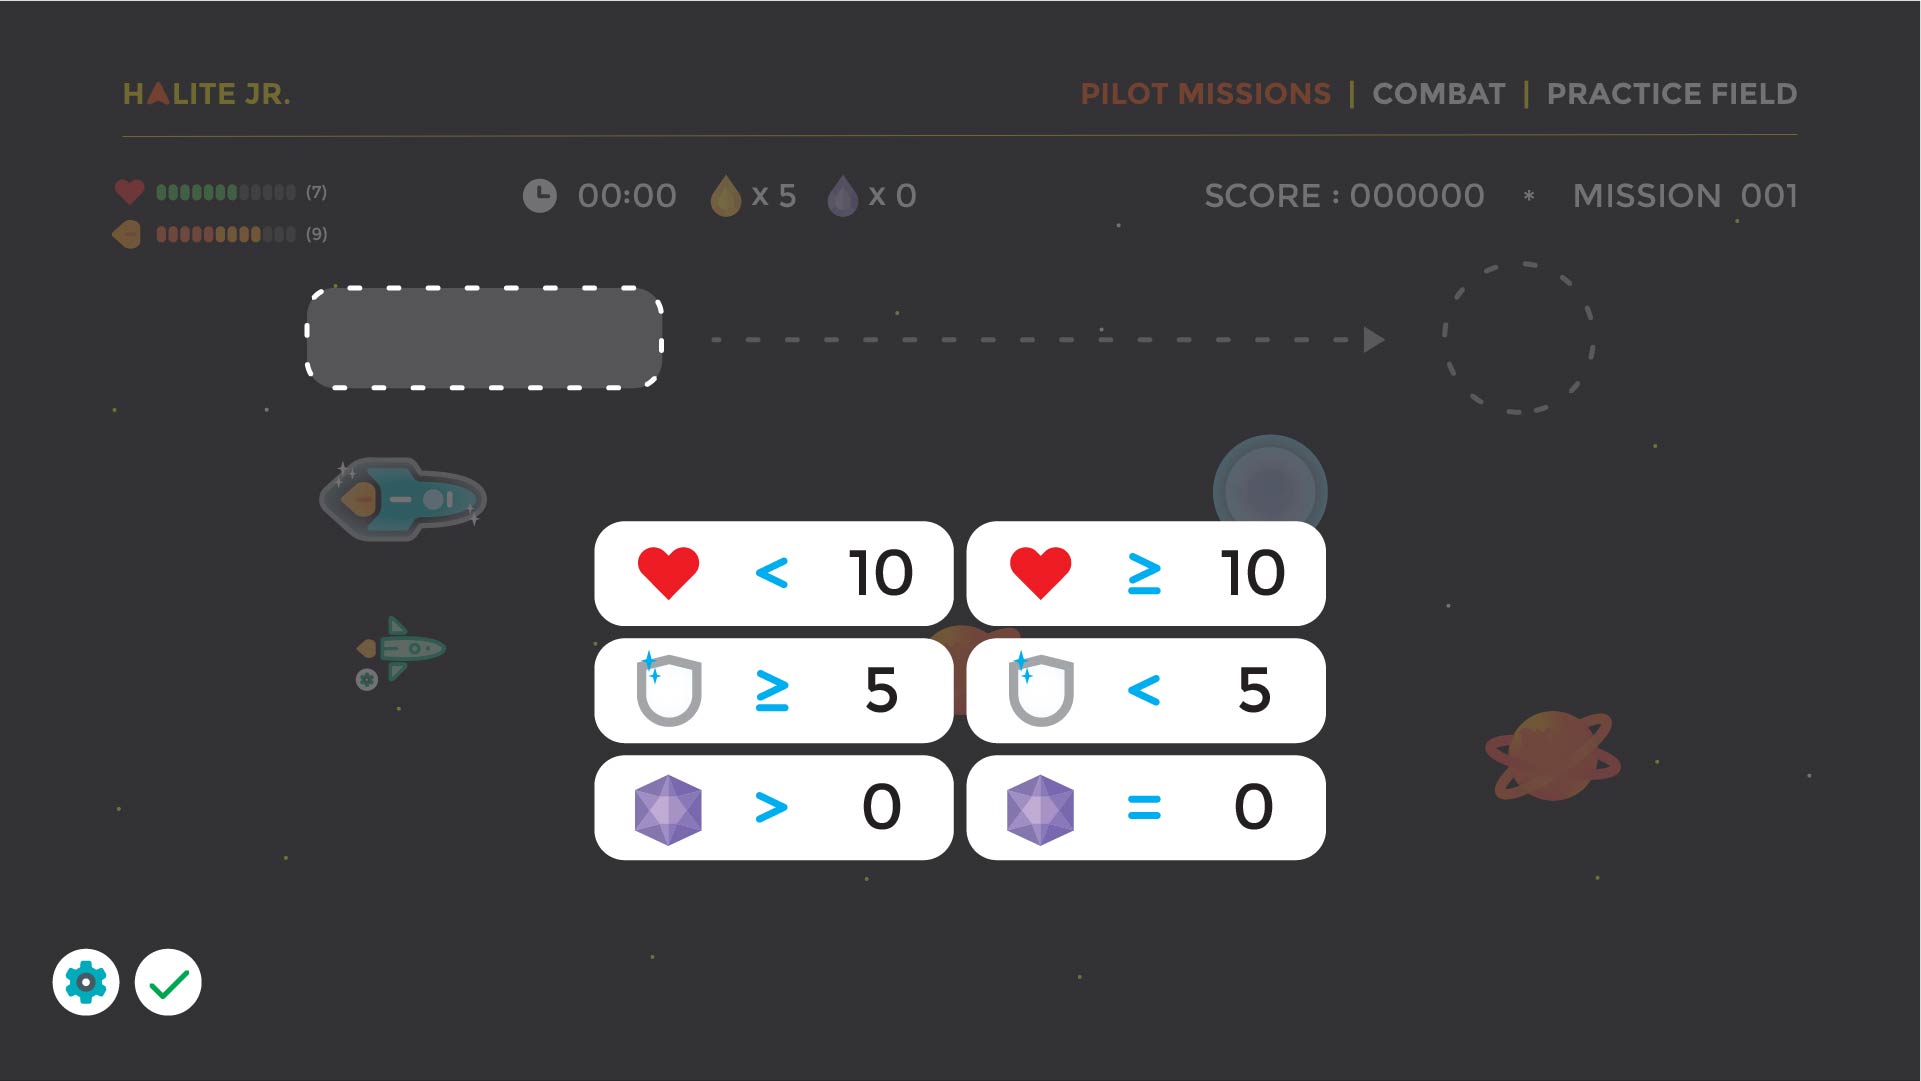 HALITE JR.
PILOT MISSIONS | COMBAT | PRACTICE FIELD
(7)
00:00 x 5 x 0
SCORE : 000000 * MISSION 001
(9)
< 10
≥ 10
≥ 5
< 5
> 0
= 0